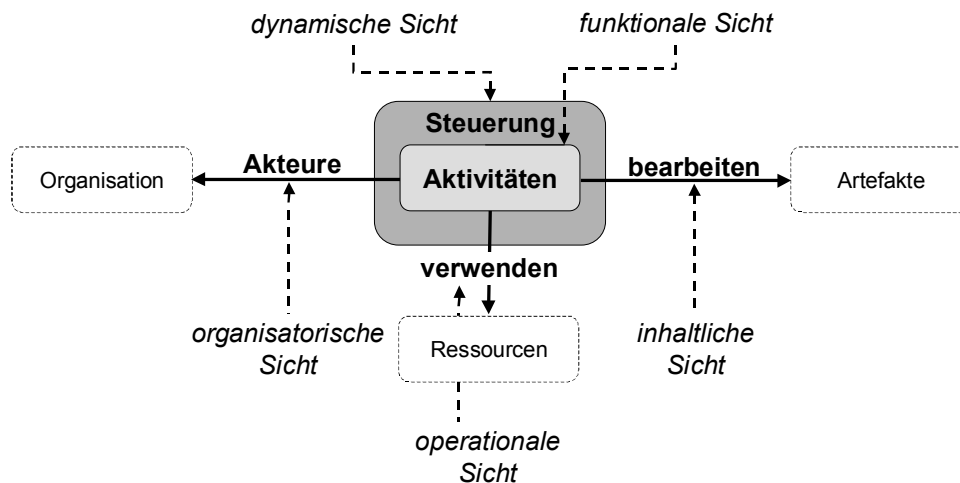 dynamische Sicht
funktionale Sicht
Steuerung
Organisation
Akteure
Aktivitäten
bearbeiten
Artefakte
verwenden
organisatorische
Sicht
Ressourcen
inhaltliche
Sicht
operationale
Sicht